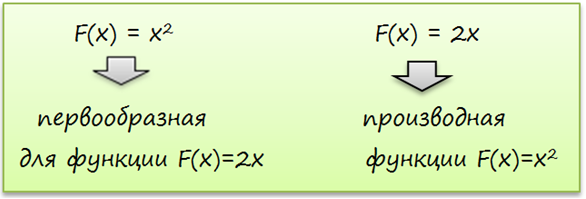 F(x) = x²
первообразная
для функции F(x)=2x
F(x) = 2x
производная
функции F(x)=x²